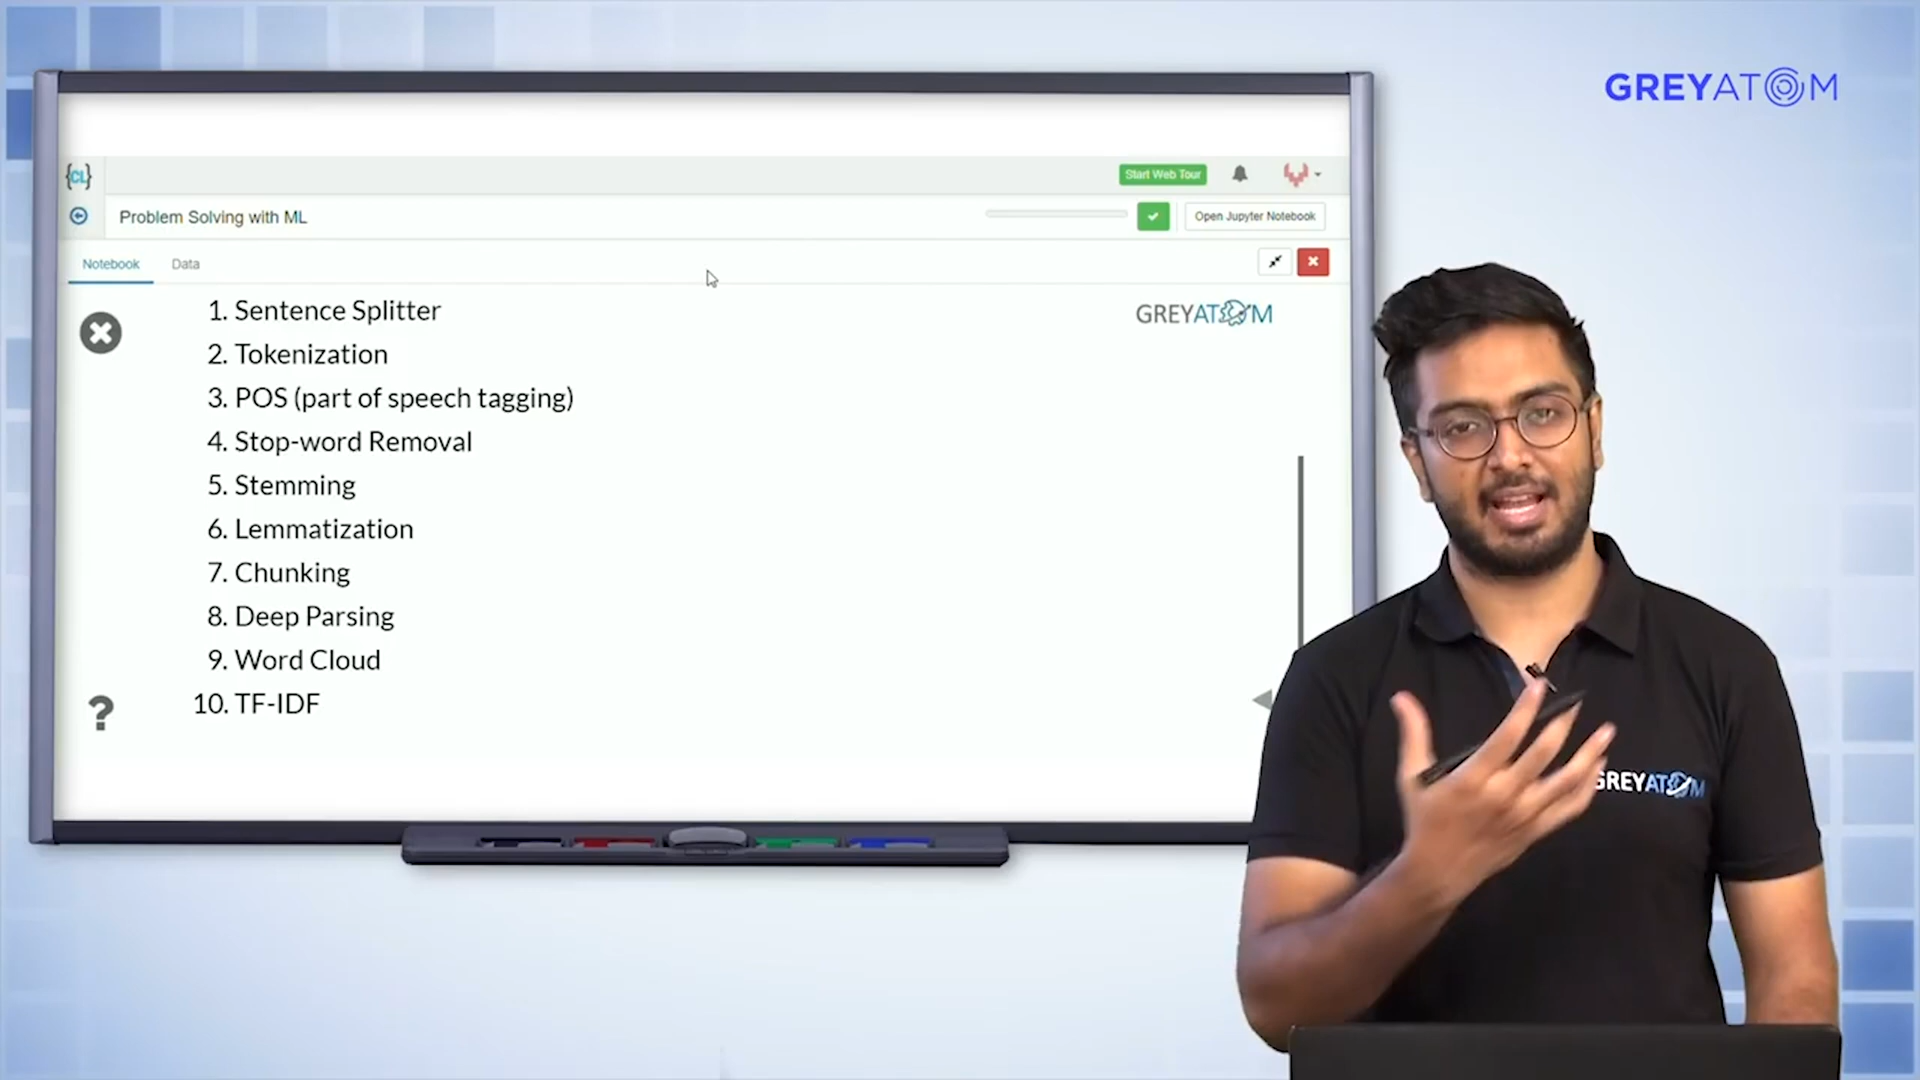 GREYATOM
{CL}
Start Web Tour
Problem Solving with ML
Open Jupyter Notebook
Notebook
Data
1. Sentence Splitter
GREYATOM
2. Tokenization
3. POS (part of speech tagging)
4. Stop-word Removal
5. Stemming
6. Lemmatization
7. Chunking
8. Deep Parsing
9. Word Cloud
10. TF-IDF
?
GREYATOM